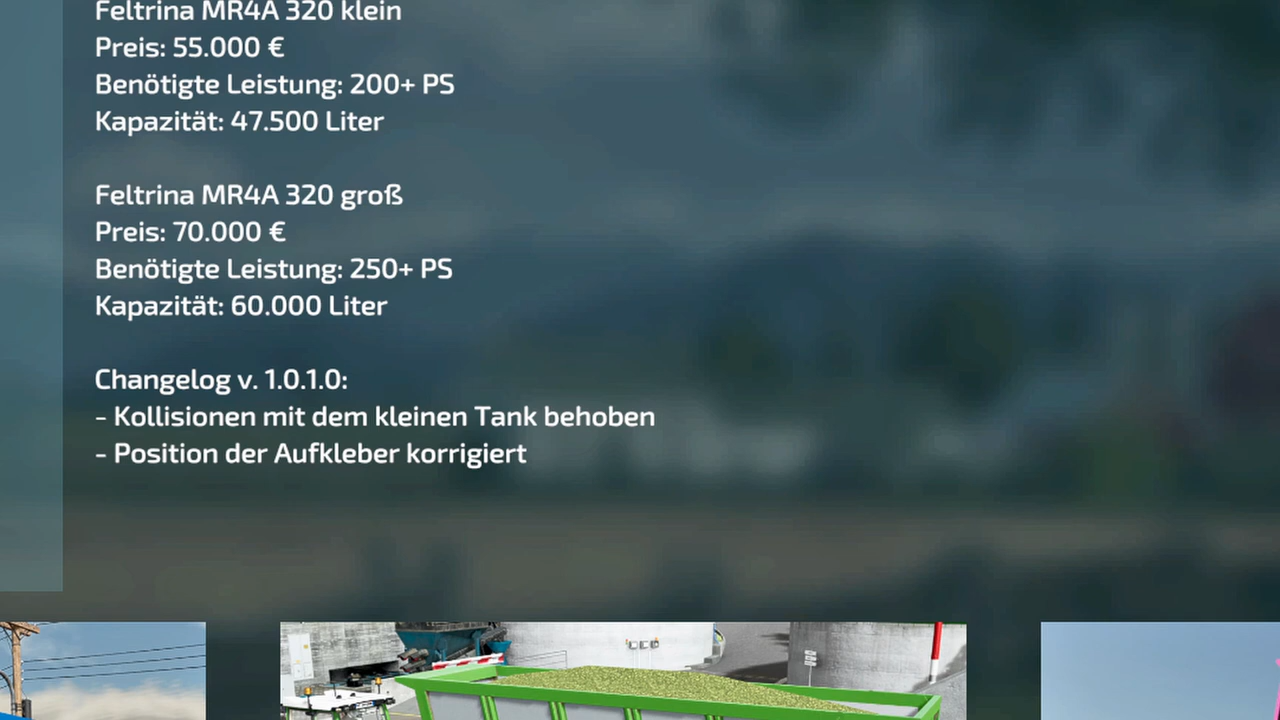 Feltrina MR4A 320 klein
Preis: 55.000 €
Benötigte Leistung: 200+ PS
Kapazität: 47.500 Liter
Feltrina MR4A 320 groß
Preis: 70.000 €
Benötigte Leistung: 250+ PS
Kapazität: 60.000 Liter
Changelog v. 1.0.1.0:
- Kollisionen mit dem kleinen Tank behoben
- Position der Aufkleber korrigiert